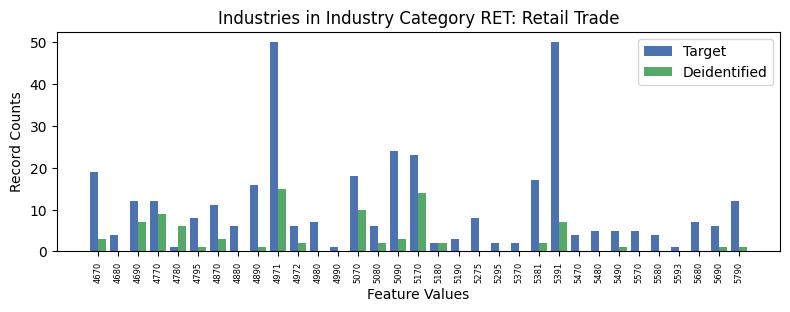 Industries in Industry Category RET: Retail Trade
Target
Deidentified
Record Counts
50
40
30
20
10
0
4670 4680 4690 4770 4780 4795 4870 4880 4890 4971 4972 4980 4990 5070 5080 5090 5170 5180 5190 5275 5295 5370 5381 5391 5470 5480 5490 5570 5580 5593 5680 5690 5790
Feature Values